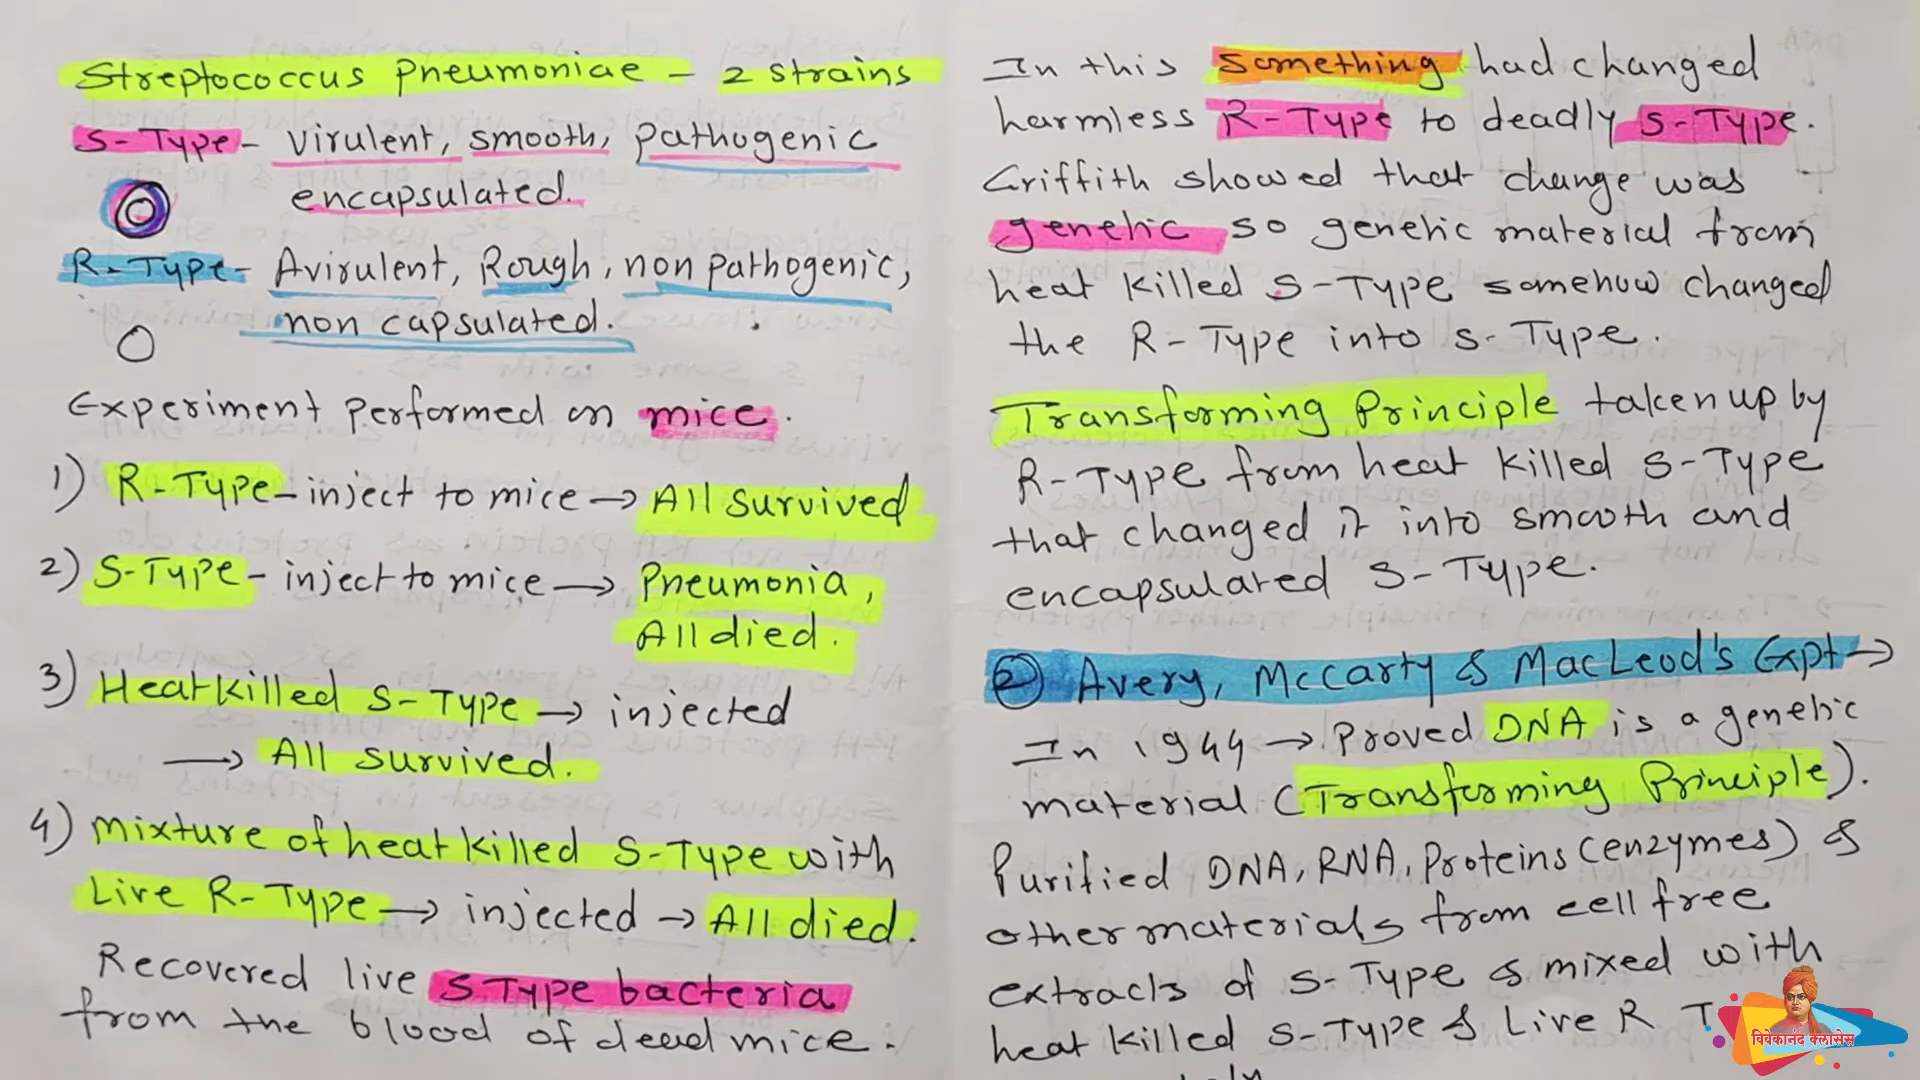 Streptococcus Pneumoniae - 2 strains
S-Type - Virulent, smooth, pathogenic
encapsulated.
R-Type - Avirulent, Rough, non pathogenic,
non capsulated.
Experiment Performed on mice.
1) R-Type - inject to mice → All survived
2) S-Type - inject to mice → Pneumonia,
All died.
3) Heat killed S-Type → injected
→ All survived.
4) Mixture of heat killed S-Type with
Live R-Type → injected → All died.
Recovered live S Type bacteria
from the blood of dead mice.
In this something had changed
harmless R-Type to deadly S-Type.
Griffith showed that change was
genetic so genetic material from
heat killed S-Type somehow changed
the R-Type into S-Type.
Transforming Principle taken up by
R-Type from heat killed S-Type
that changed it into smooth and
encapsulated S-Type.
② Avery, McCarty & MacLeod's Expt →
In 1944 → Proved DNA is a genetic
material (Transforming Principle).
Purified DNA, RNA, Proteins (enzymes) &
other materials from cell free
extracts of S-Type & mixed with
heat killed S-Type & Live R T
विवेकानंद क्लासेस